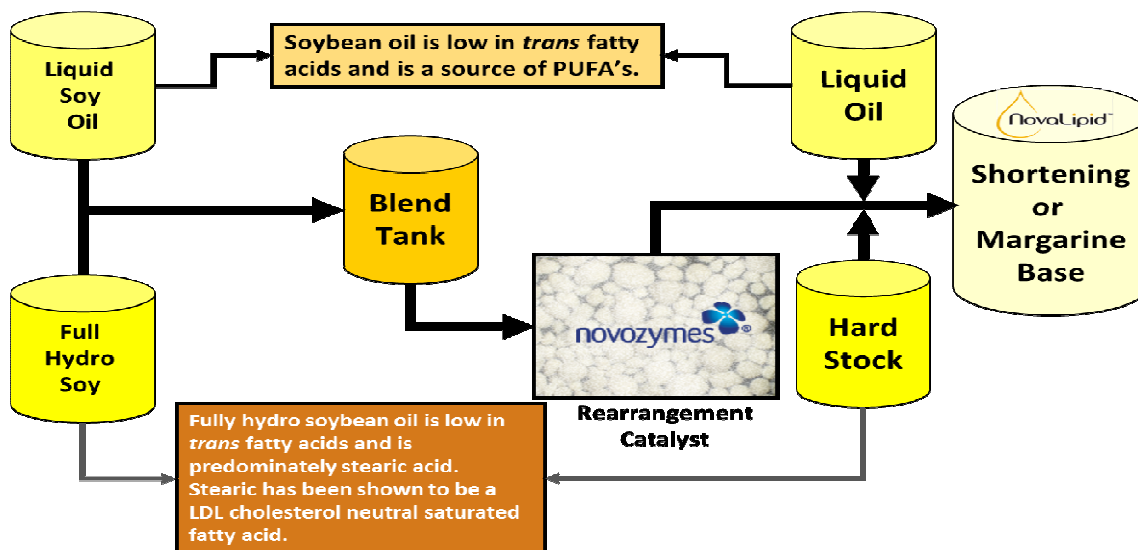 Liquid
Soy
Oil
Soybean oil is low in trans fatty
acids and is a source of PUFA's.
Liquid
Oil
NovaLipid™
Shortening
or
Margarine
Base
Blend
Tank
Full
Hydro
Soy
novozymes®
Rearrangement
Catalyst
Hard
Stock
Fully hydro soybean oil is low in
trans fatty acids and is
predominately stearic acid.
Stearic has been shown to be a
LDL cholesterol neutral saturated
fatty acid.